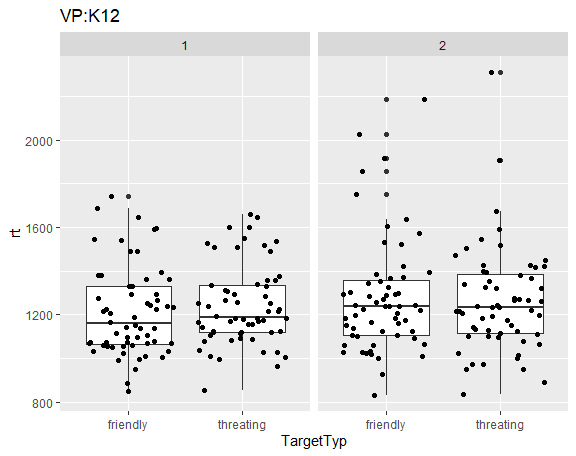 VP:K12
1 2
rt
2000
1600
1200
800
friendly threating friendly threating
TargetTyp